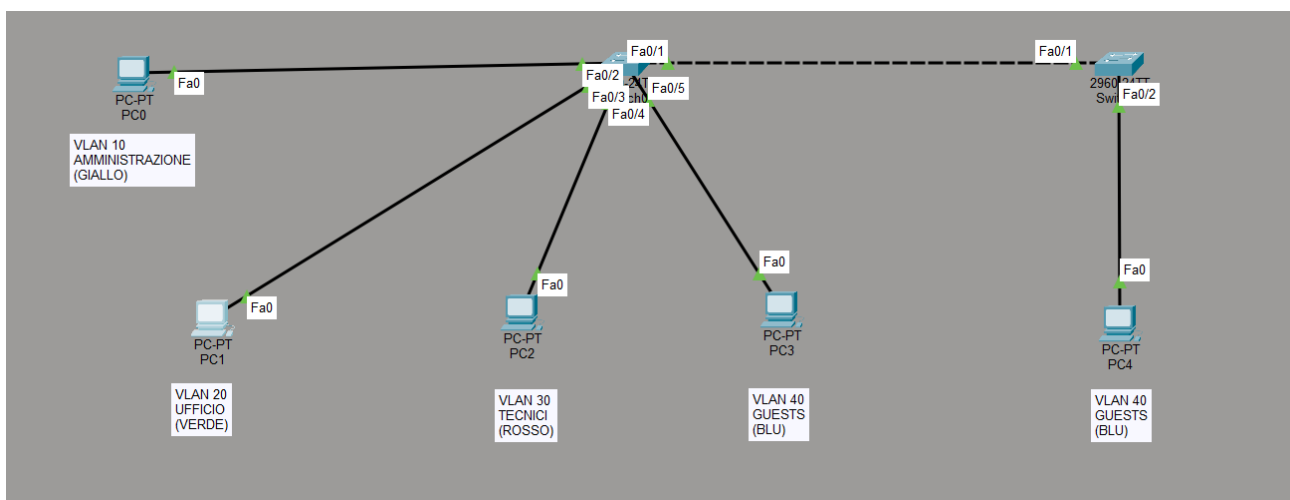 Fa0/1
Fa0/1
Fa0
Fa0/2
Fa0/3
Fa0/4
Fa0/5
2960-24TT
Fa0/2
PC-PT
PC0
VLAN 10
AMMINISTRAZIONE
(GIALLO)
Fa0
Fa0
Fa0
Fa0
PC-PT
PC1
PC-PT
PC2
PC-PT
PC3
PC-PT
PC4
VLAN 20
UFFICIO
(VERDE)
VLAN 30
TECNICI
(ROSSO)
VLAN 40
GUESTS
(BLU)
VLAN 40
GUESTS
(BLU)